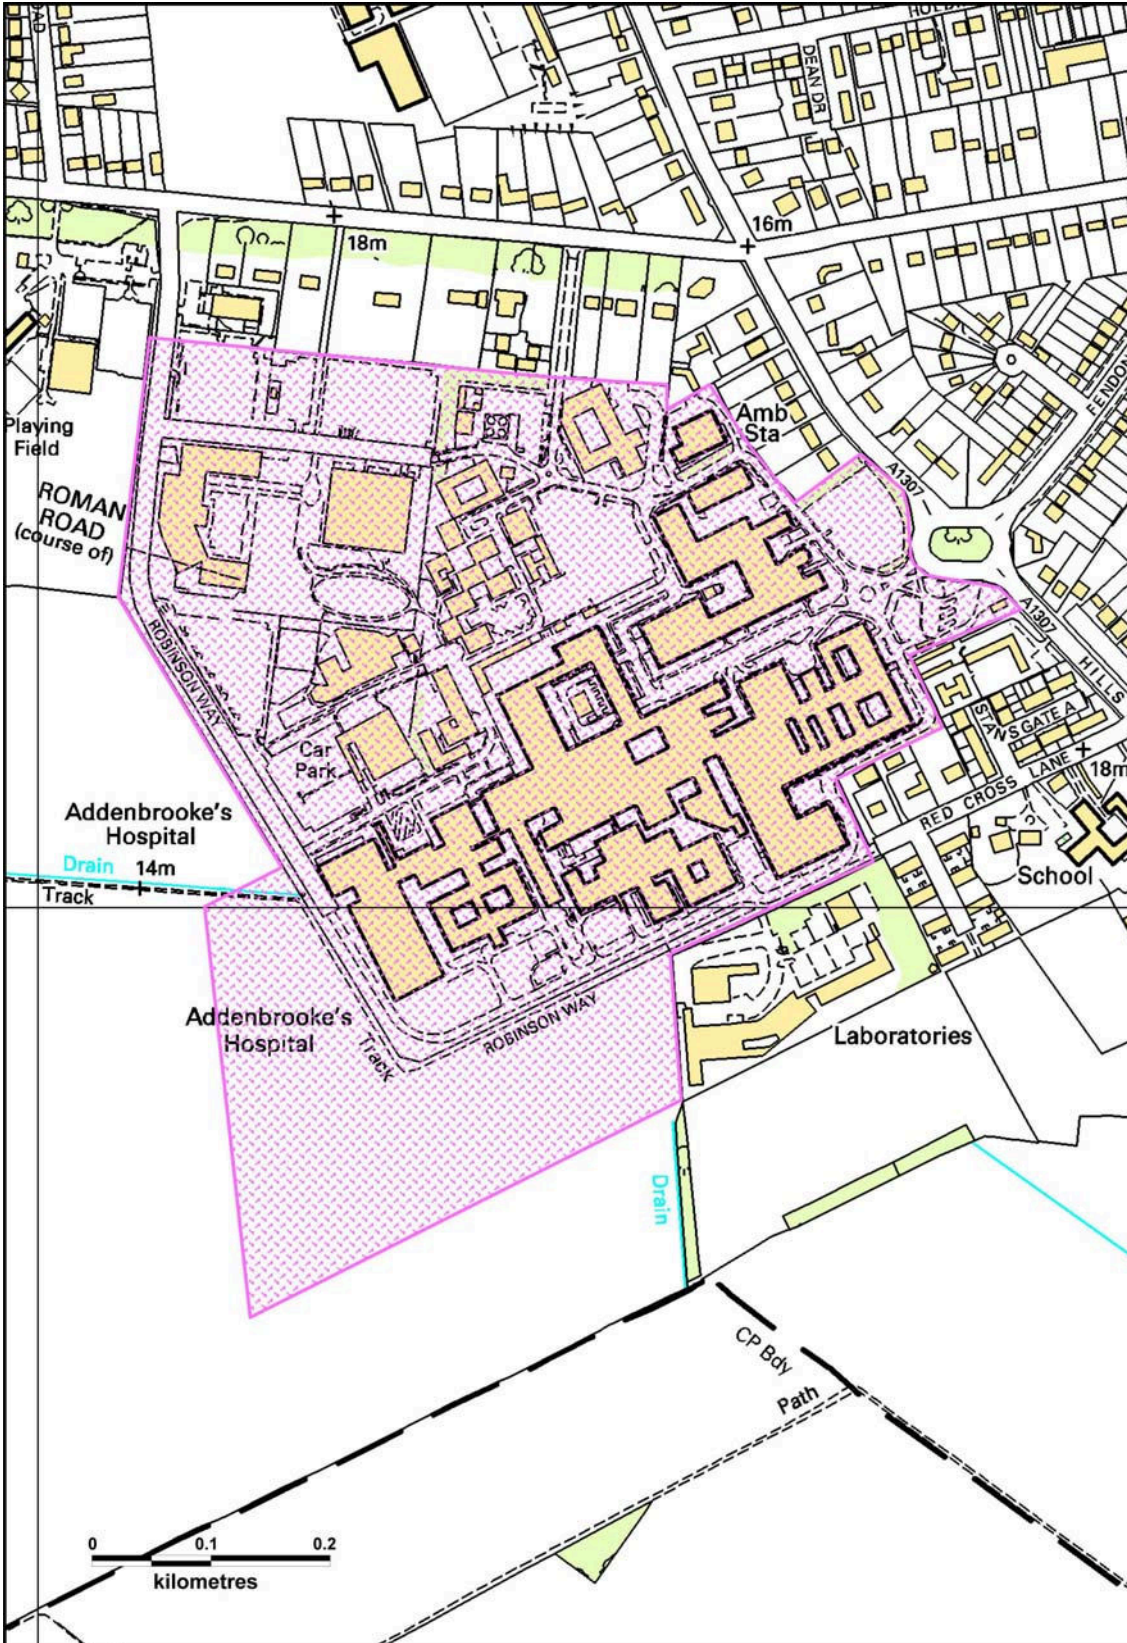 OAD
DEAN DR
16m
18m
FENDON
Amb
Sta
Playing
Field
A1307
ROMAN
ROAD
(course of)
A1307
HILLS
ROBINSON WAY
STANSGATE A
Car
Park
18m
RED CROSS LANE
Addenbrooke's
Hospital
Drain
14m
Track
School
Addenbrooke's
Hospital
Track
ROBINSON WAY
Laboratories
Drain
CP Bdy
Path
0
0.1
0.2
kilometres